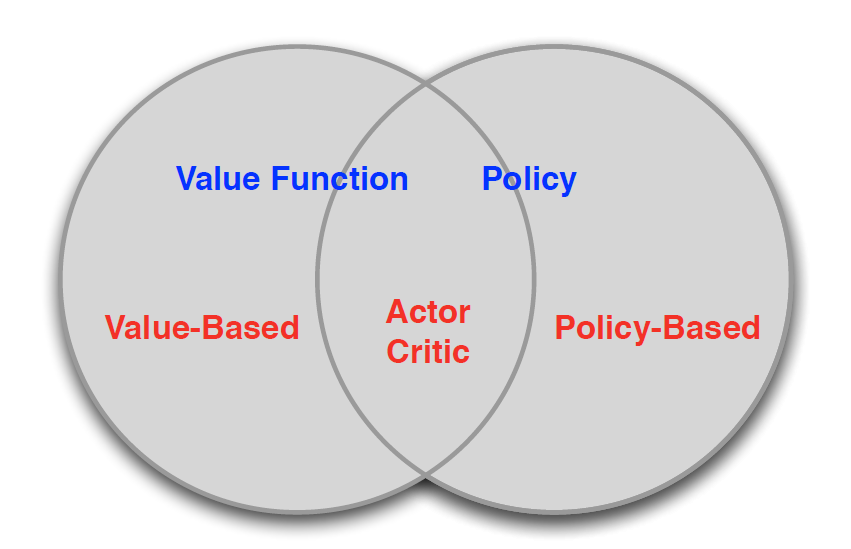 Value Function
Policy
Value-Based
Actor
Critic
Policy-Based